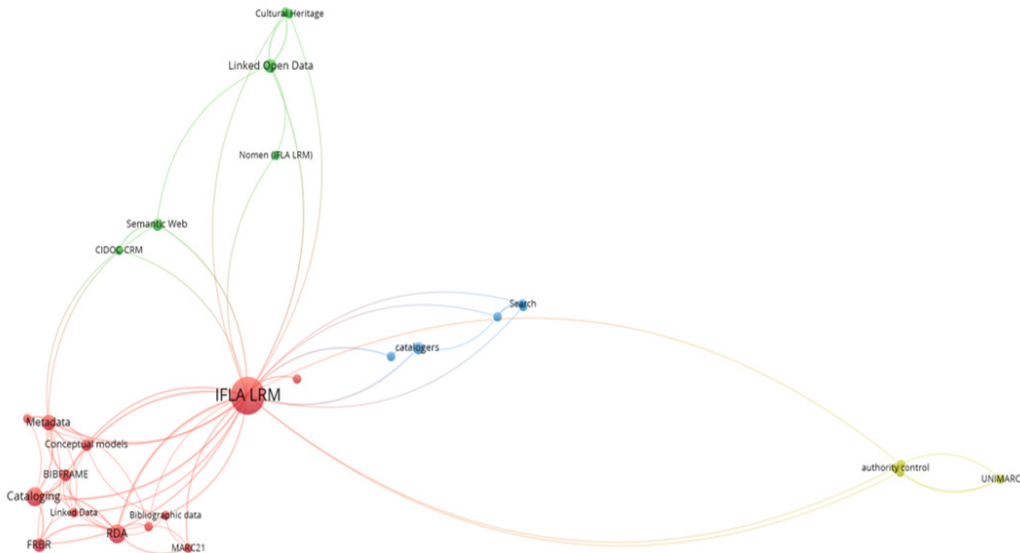 Cultural Heritage
Linked Open Data
Nomen (IFLA LRM)
Semantic Web
CIDOC CRM
Search
catalogers
IFLA LRM
Metadata
Conceptual models
authority control
BIBFRAME
UNIMARC
Cataloging
Linked Data
Bibliographic data
RDA
FRBR
MARC21